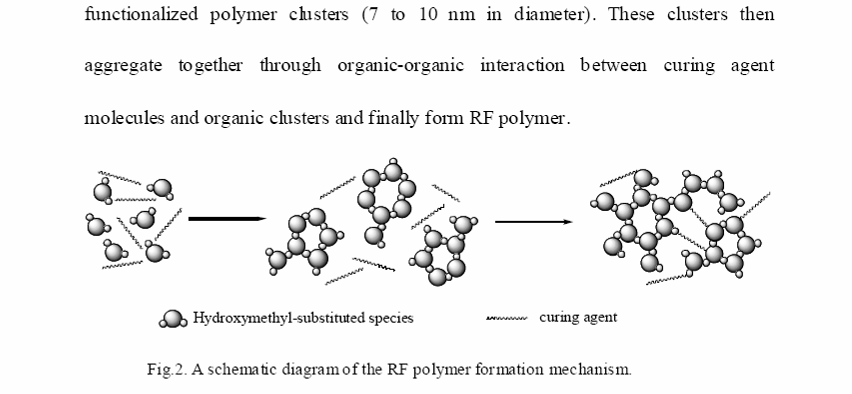 functionalized polymer clusters (7 to 10 nm in diameter). These clusters then
aggregate together through organic-organic interaction between curing agent
molecules and organic clusters and finally form RF polymer.
Hydroxymethyl-substituted species
curing agent
Fig.2. A schematic diagram of the RF polymer formation mechanism.